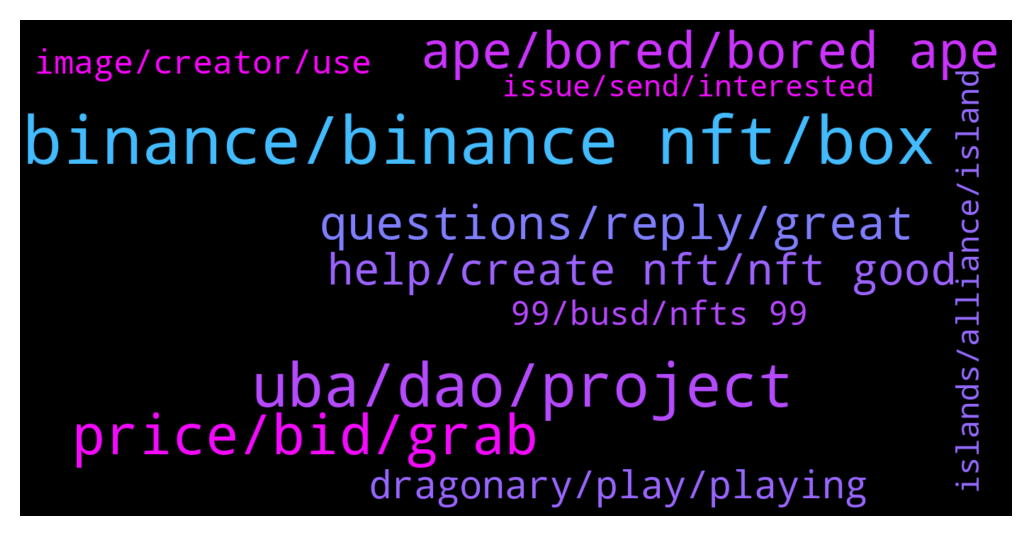 ape/bored/bored ape
image/creator/use
issue/send/interested
binance/binance nft/box
questions/reply/great
help/create nft/nft good
99/busd/nfts 99
uba/dao/project
price/bid/grab
dragonary/play/playing
islands/alliance/island